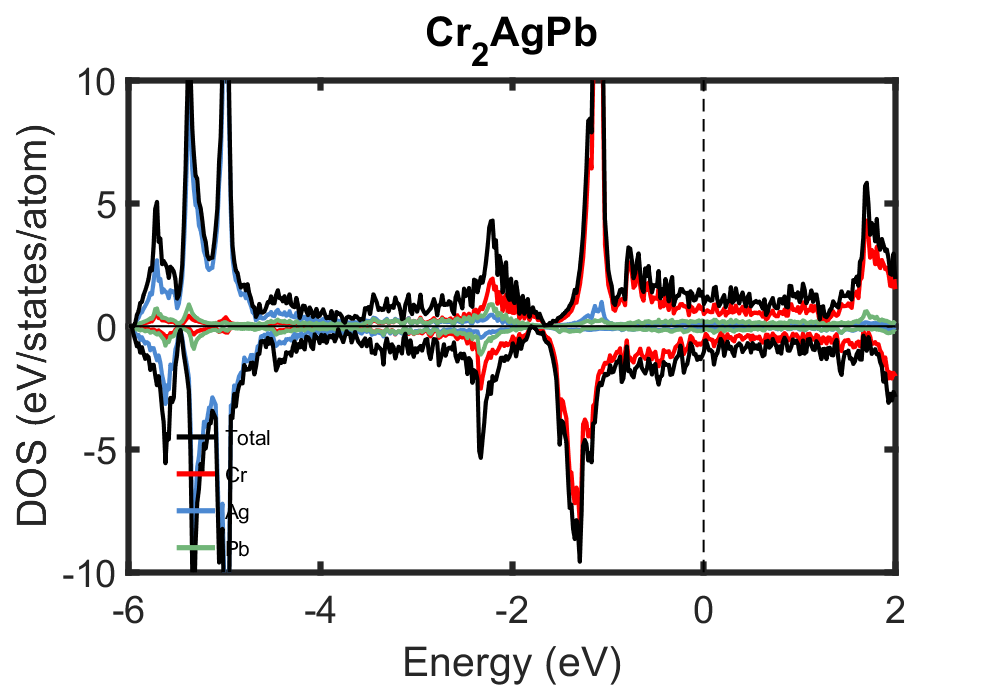 Cr₂AgPb
DOS (eV/states/atom)
10
5
0
-5
-10
Total
Cr
Ag
Pb
-6 -4 -2 0 2
Energy (eV)